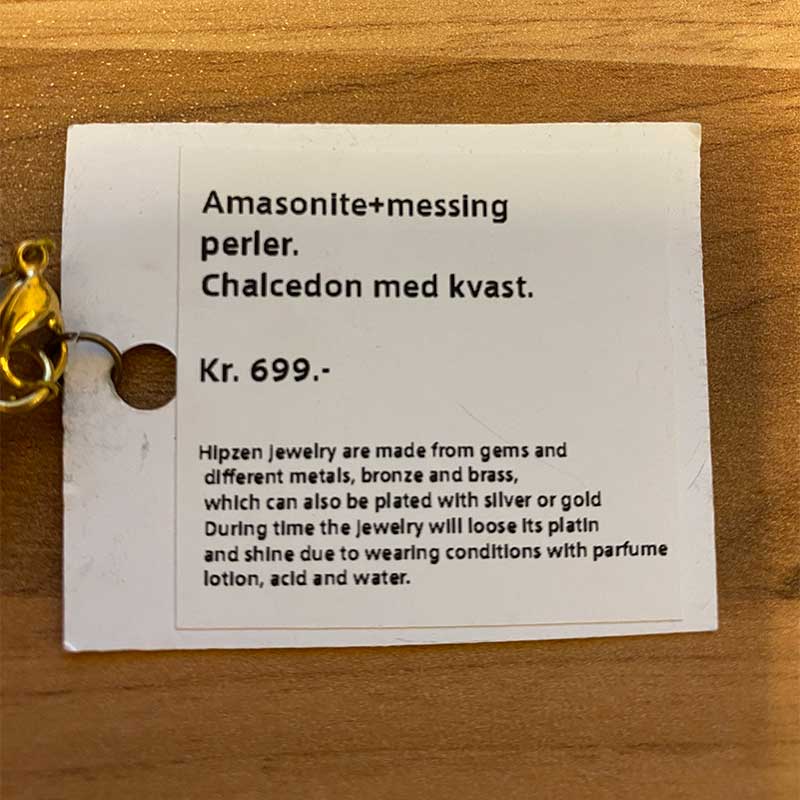 Amasonite+messing
perler.
Chalcedon med kvast.
Kr. 699.-
Hipzen jewelry are made from gems and
different metals, bronze and brass,
which can also be plated with silver or gold
During time the jewelry will loose its platin
and shine due to wearing conditions with parfume
lotion, acid and water.